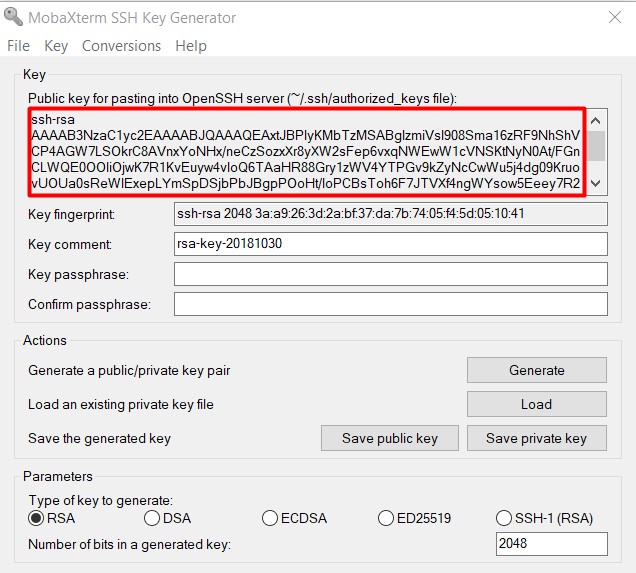 MobaXterm SSH Key Generator
File Key Conversions Help
Key
Public key for pasting into OpenSSH server (~/.ssh/authorized_keys file):
ssh-rsa
AAAAB3NzaC1yc2EAAAABJQAAAQEAxtJBPlyKMbTzMSABglzmiVsl908Sma16zRF9NhShV
CP4AGW7LSOkrC8AVnxYoNHx/neCzSozxXr8yXW2sFep6vxqNWEwW1cVNSKtNyN0At/FGn
CLWQE0OOliOjwK7R1KvEuyw4vloQ6TAaHR88Gry1zWV4YTPGv9kZyNcCwWu5j4dg09Kruo
vUOUa0sReWlExepLYmSpDSjbPbJBgpPOoHt/loPCBsToh6F7JTVXf4ngWYsow5Eeey7R2
Key fingerprint:
ssh-rsa 2048 3a:a9:26:3d:2a:bf:37:da:7b:74:05:f4:5d:05:10:41
Key comment:
rsa-key-20181030
Key passphrase:
Confirm passphrase:
Actions
Generate a public/private key pair
Generate
Load an existing private key file
Load
Save the generated key
Save public key
Save private key
Parameters
Type of key to generate:
RSA DSA ECDSA ED25519 SSH-1 (RSA)
Number of bits in a generated key:
2048